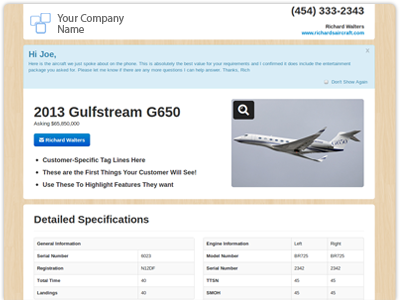 Your Company
Name
(454) 333-2343
Richard Walters
www.richardsaircraft.com
Hi Joe,
x
Here is the aircraft we just spoke about on the phone. This is absolutely the best value for your requirements and I confirmed it does include the entertainment
package you asked for. Please let me know if there are any more questions I can help answer. Thanks, Rich
Don't Show Again
2013 Gulfstream G650
Asking $65,850,000
Richard Walters
Customer-Specific Tag Lines Here
These are the First Things Your Customer Will See!
Use These To Highlight Features They want
Detailed Specifications
General Information
Serial Number 6023
Registration N12DF
Total Time 40
Landings 40
Engine Information Left Right
Model Number BR725 BR725
Serial Number 2342 2342
TTSN 45 45
SMOH 45 45